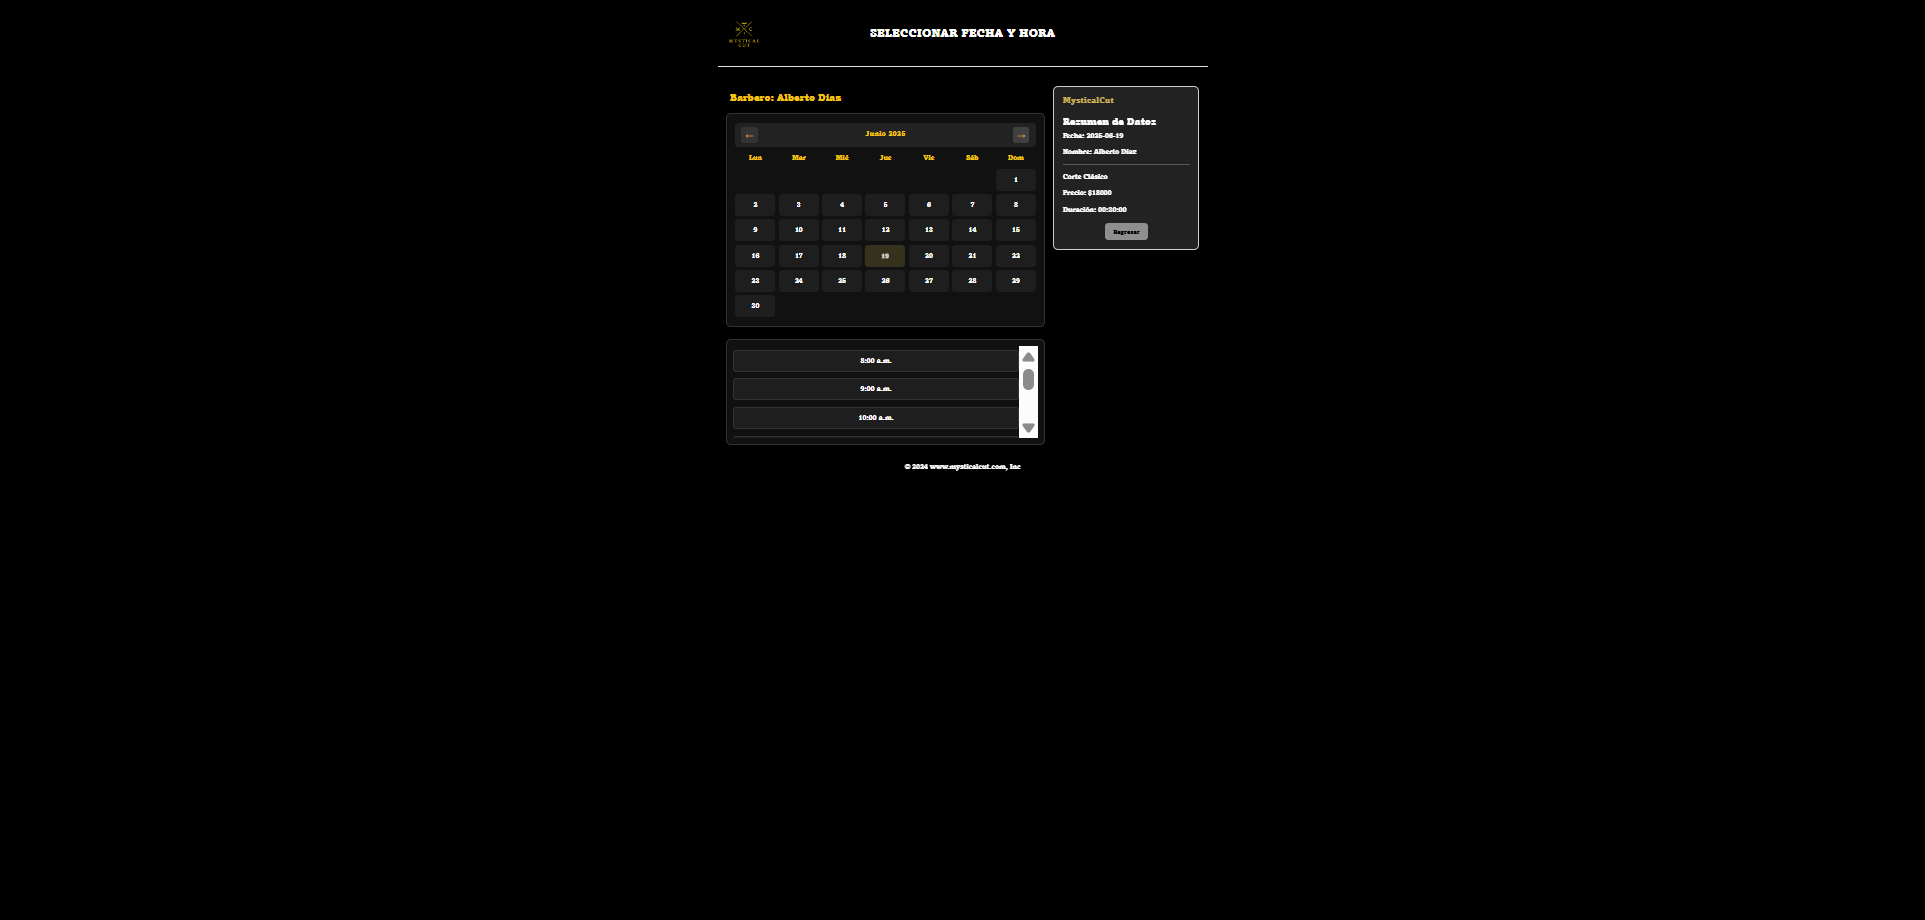 M C
MYSTICAL
CUT
SELECCIONAR FECHA Y HORA
Barbero: Alberto Díaz
← Junio 2025 →
Lun Mar Mié Jue Vie Sáb Dom
1
2 3 4 5 6 7 8
9 10 11 12 13 14 15
16 17 18 19 20 21 22
23 24 25 26 27 28 29
30
8:00 a.m.
9:00 a.m.
10:00 a.m.
MysticalCut
Resumen de Datos
Fecha: 2025-06-19
Nombre: Alberto Díaz
Corte Clásico
Precio: $18000
Duración: 00:30:00
Regresar
© 2024 www.mysticalcut.com, Inc